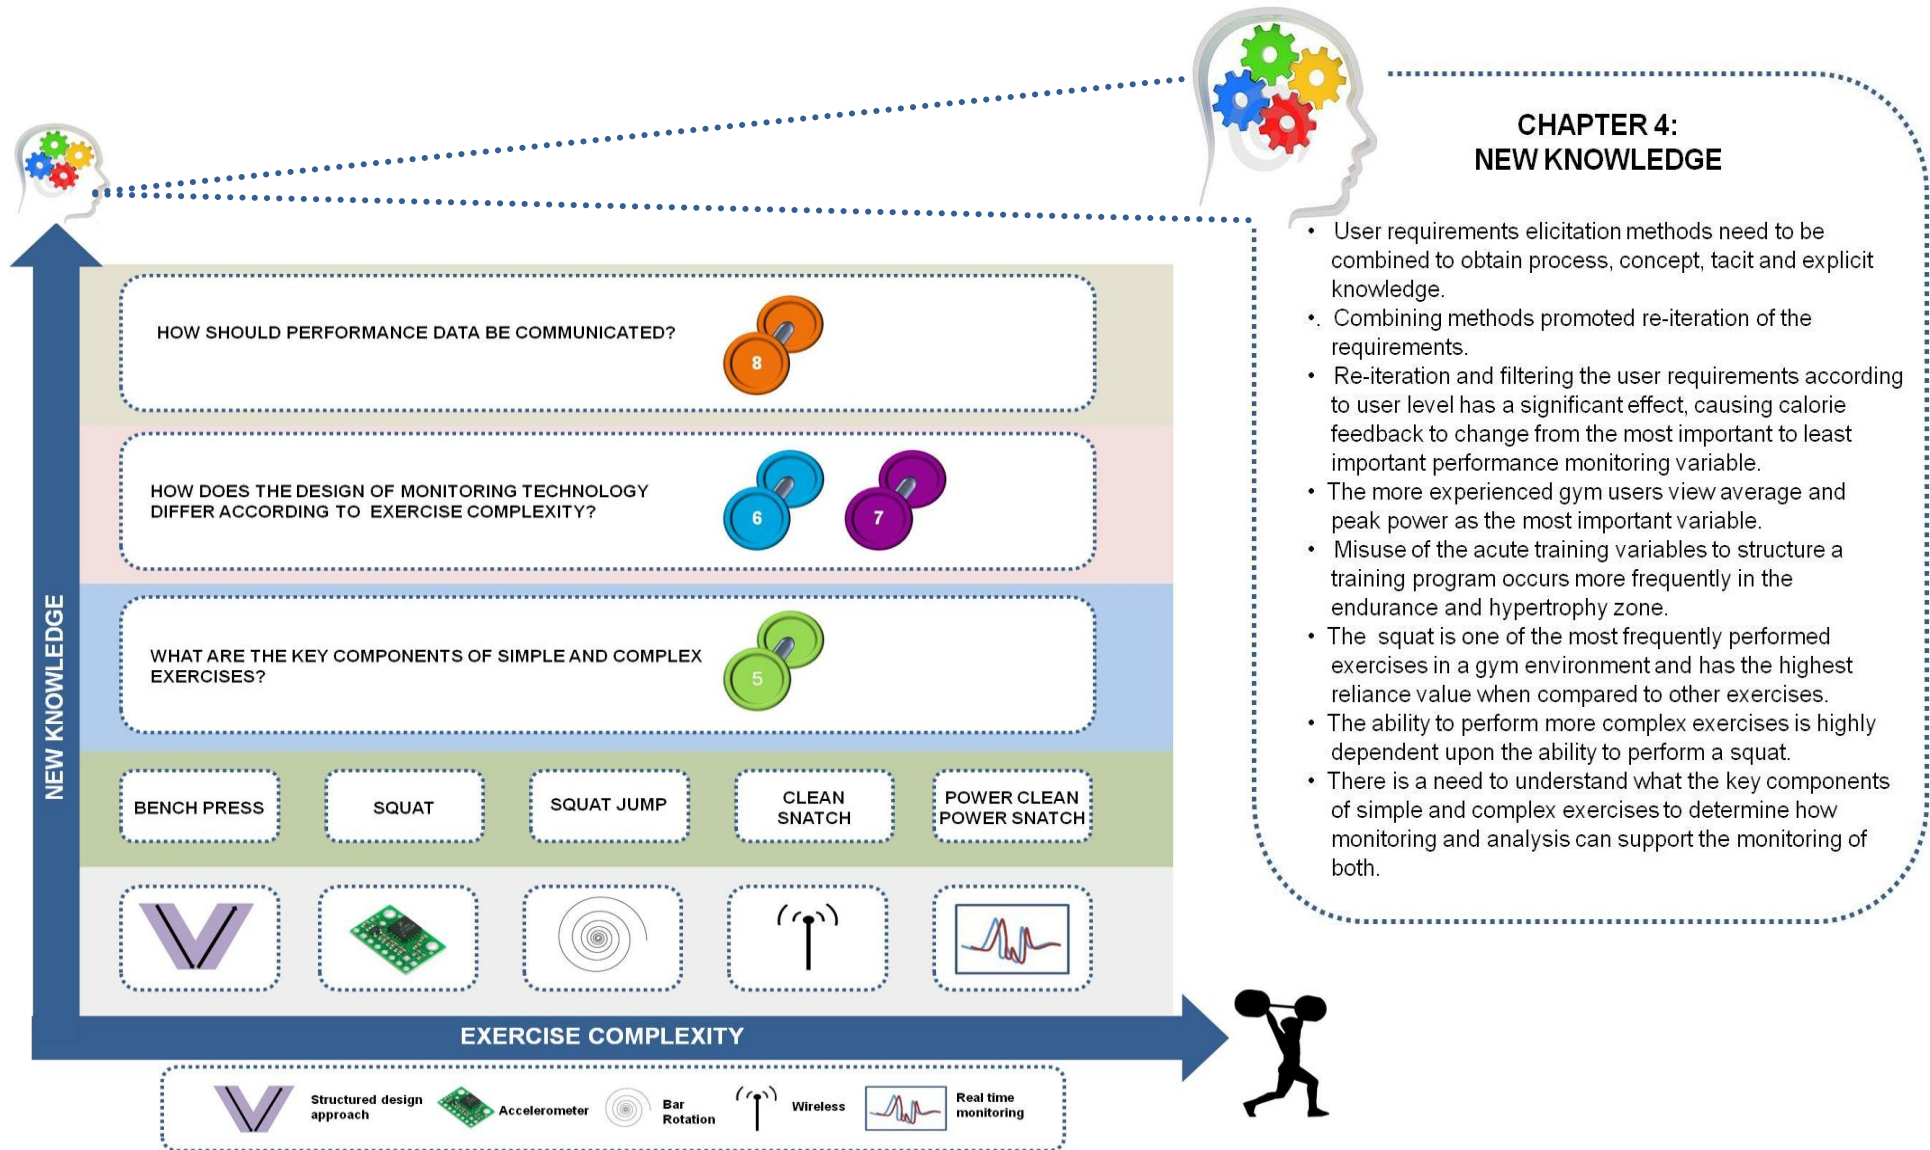 CHAPTER 4:
NEW KNOWLEDGE
• User requirements elicitation methods need to be
combined to obtain process, concept, tacit and explicit
knowledge.
•. Combining methods promoted re-iteration of the
requirements.
• Re-iteration and filtering the user requirements according
to user level has a significant effect, causing calorie
feedback to change from the most important to least
important performance monitoring variable.
• The more experienced gym users view average and
peak power as the most important variable.
• Misuse of the acute training variables to structure a
training program occurs more frequently in the
endurance and hypertrophy zone.
• The squat is one of the most frequently performed
exercises in a gym environment and has the highest
reliance value when compared to other exercises.
• The ability to perform more complex exercises is highly
dependent upon the ability to perform a squat.
• There is a need to understand what the key components
of simple and complex exercises to determine how
monitoring and analysis can support the monitoring of
both.
NEW KNOWLEDGE
HOW SHOULD PERFORMANCE DATA BE COMMUNICATED?
8
HOW DOES THE DESIGN OF MONITORING TECHNOLOGY
DIFFER ACCORDING TO EXERCISE COMPLEXITY?
6
7
WHAT ARE THE KEY COMPONENTS OF SIMPLE AND COMPLEX
EXERCISES?
5
BENCH PRESS
SQUAT
SQUAT JUMP
CLEAN
SNATCH
POWER CLEAN
POWER SNATCH
EXERCISE COMPLEXITY
Structured design
approach
Accelerometer
Bar
Rotation
Wireless
Real time
monitoring